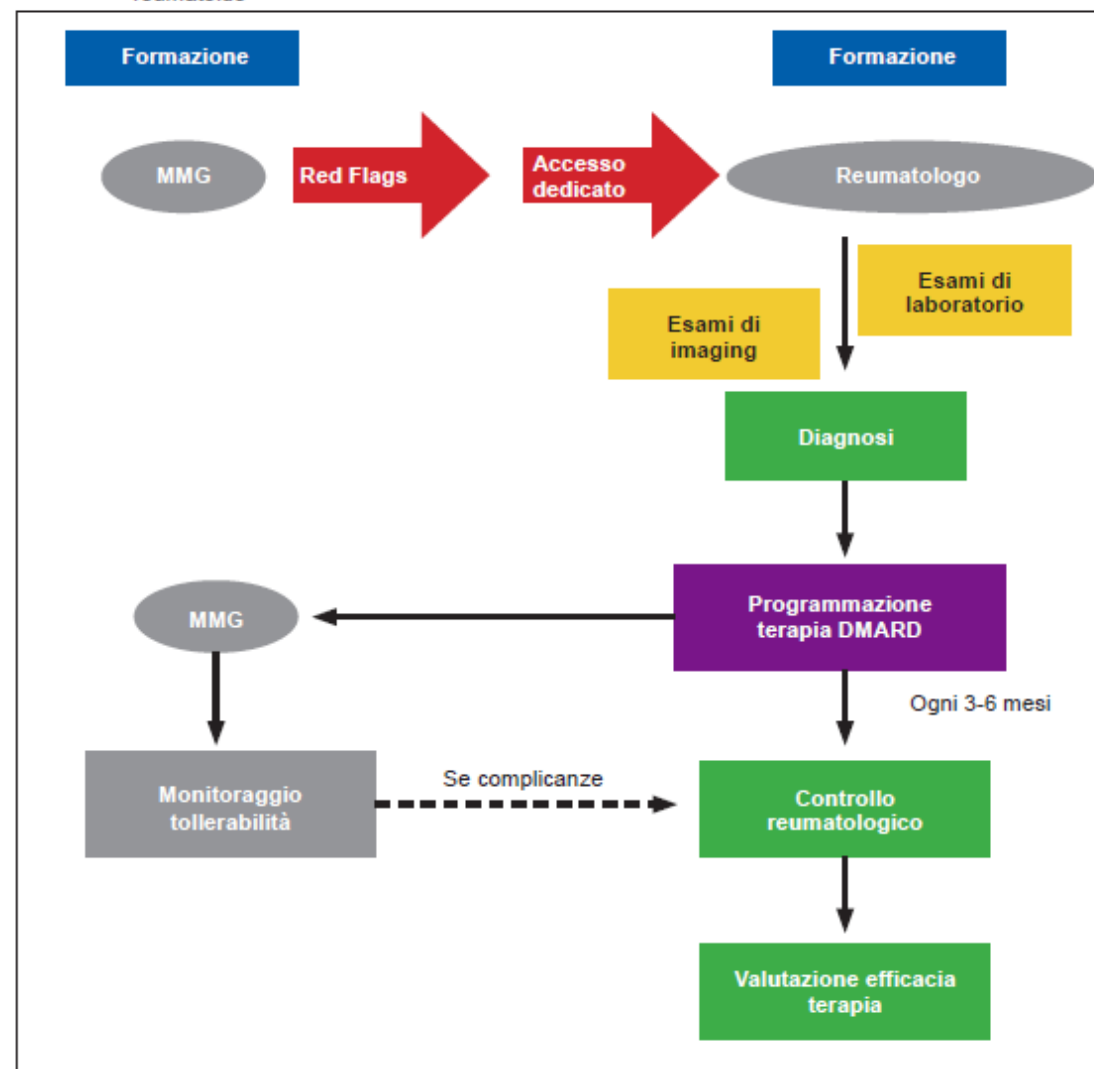 Formazione
Formazione
MMG
Red Flags
Accesso
dedicato
Reumatologo
Esami di
laboratorio
Esami di
imaging
Diagnosi
Programmazione
terapia DMARD
MMG
Ogni 3-6 mesi
Monitoraggio
tollerabilità
Se complicanze
Controllo
reumatologico
Valutazione efficacia
terapia